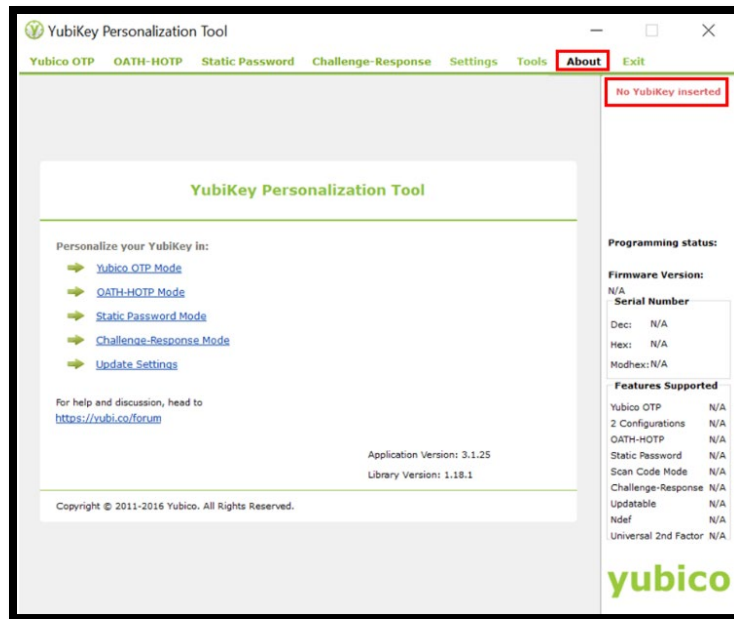 YubiKey Personalization Tool
Yubico OTP OATH-HOTP Static Password Challenge-Response Settings Tools About Exit
No YubiKey inserted
YubiKey Personalization Tool
Personalize your YubiKey in:
Yubico OTP Mode
OATH-HOTP Mode
Static Password Mode
Challenge-Response Mode
Update Settings
For help and discussion, head to
https://yubi.co/forum
Application Version: 3.1.25
Library Version: 1.18.1
Copyright © 2011-2016 Yubico. All Rights Reserved.
Programming status:
Firmware Version:
N/A
Serial Number
Dec: N/A
Hex: N/A
Modhex: N/A
Features Supported
Yubico OTP N/A
2 Configurations N/A
OATH-HOTP N/A
Static Password N/A
Scan Code Mode N/A
Challenge-Response N/A
Updatable N/A
Ndef N/A
Universal 2nd Factor N/A
yubico